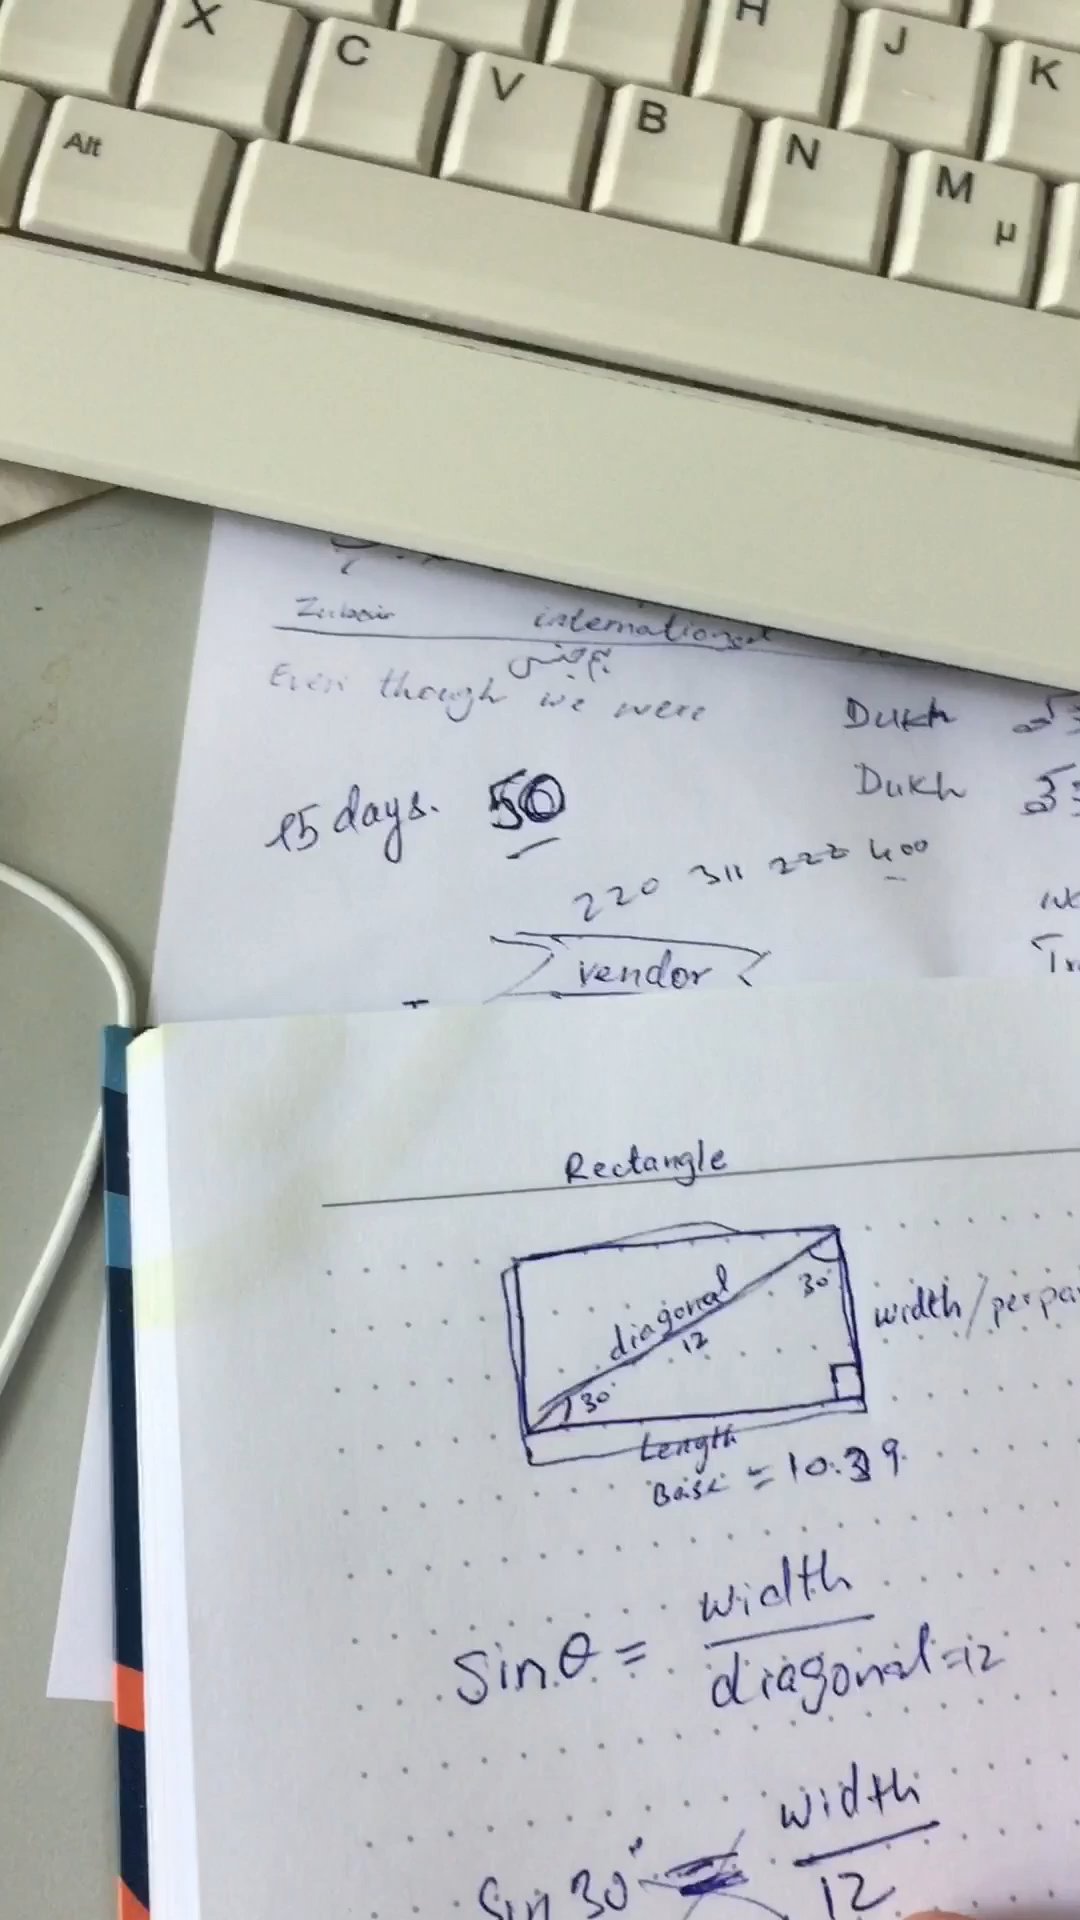 X C V B H J K
Alt N M µ
Zubair international
Even though we were
Dukh
Dukh
15 days. 50
220 311 222 400
vendor
Rectangle
diagonal
12
30°
30°
width/perpe
Length
Base = 10.39
sin θ = width / diagonal = 12
sin 30° = width / 12